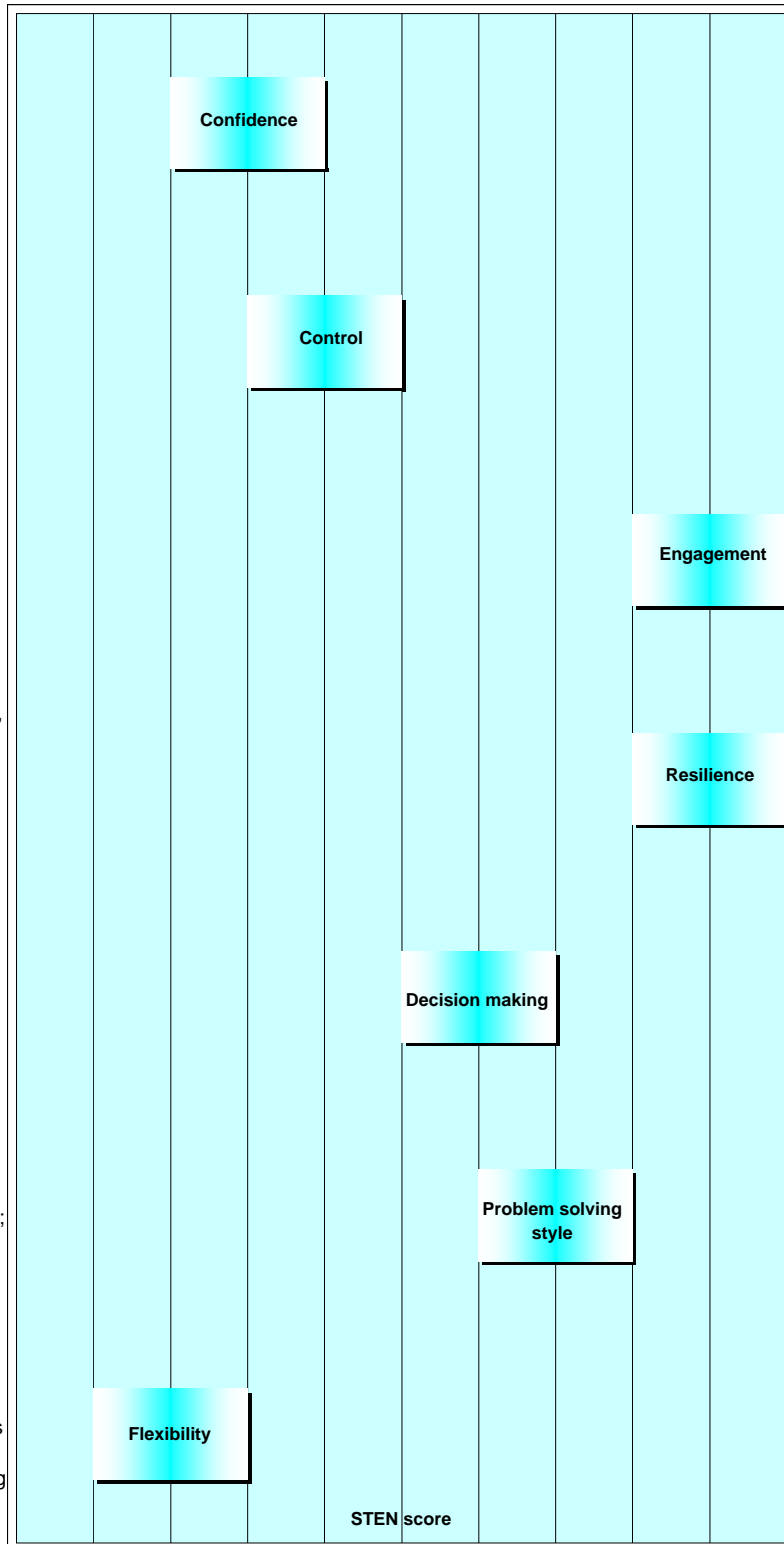 Confidence
Control
Engagement
,
Resilience
Decision making
Problem solving
style
;
Flexibility
s
g
STEN score